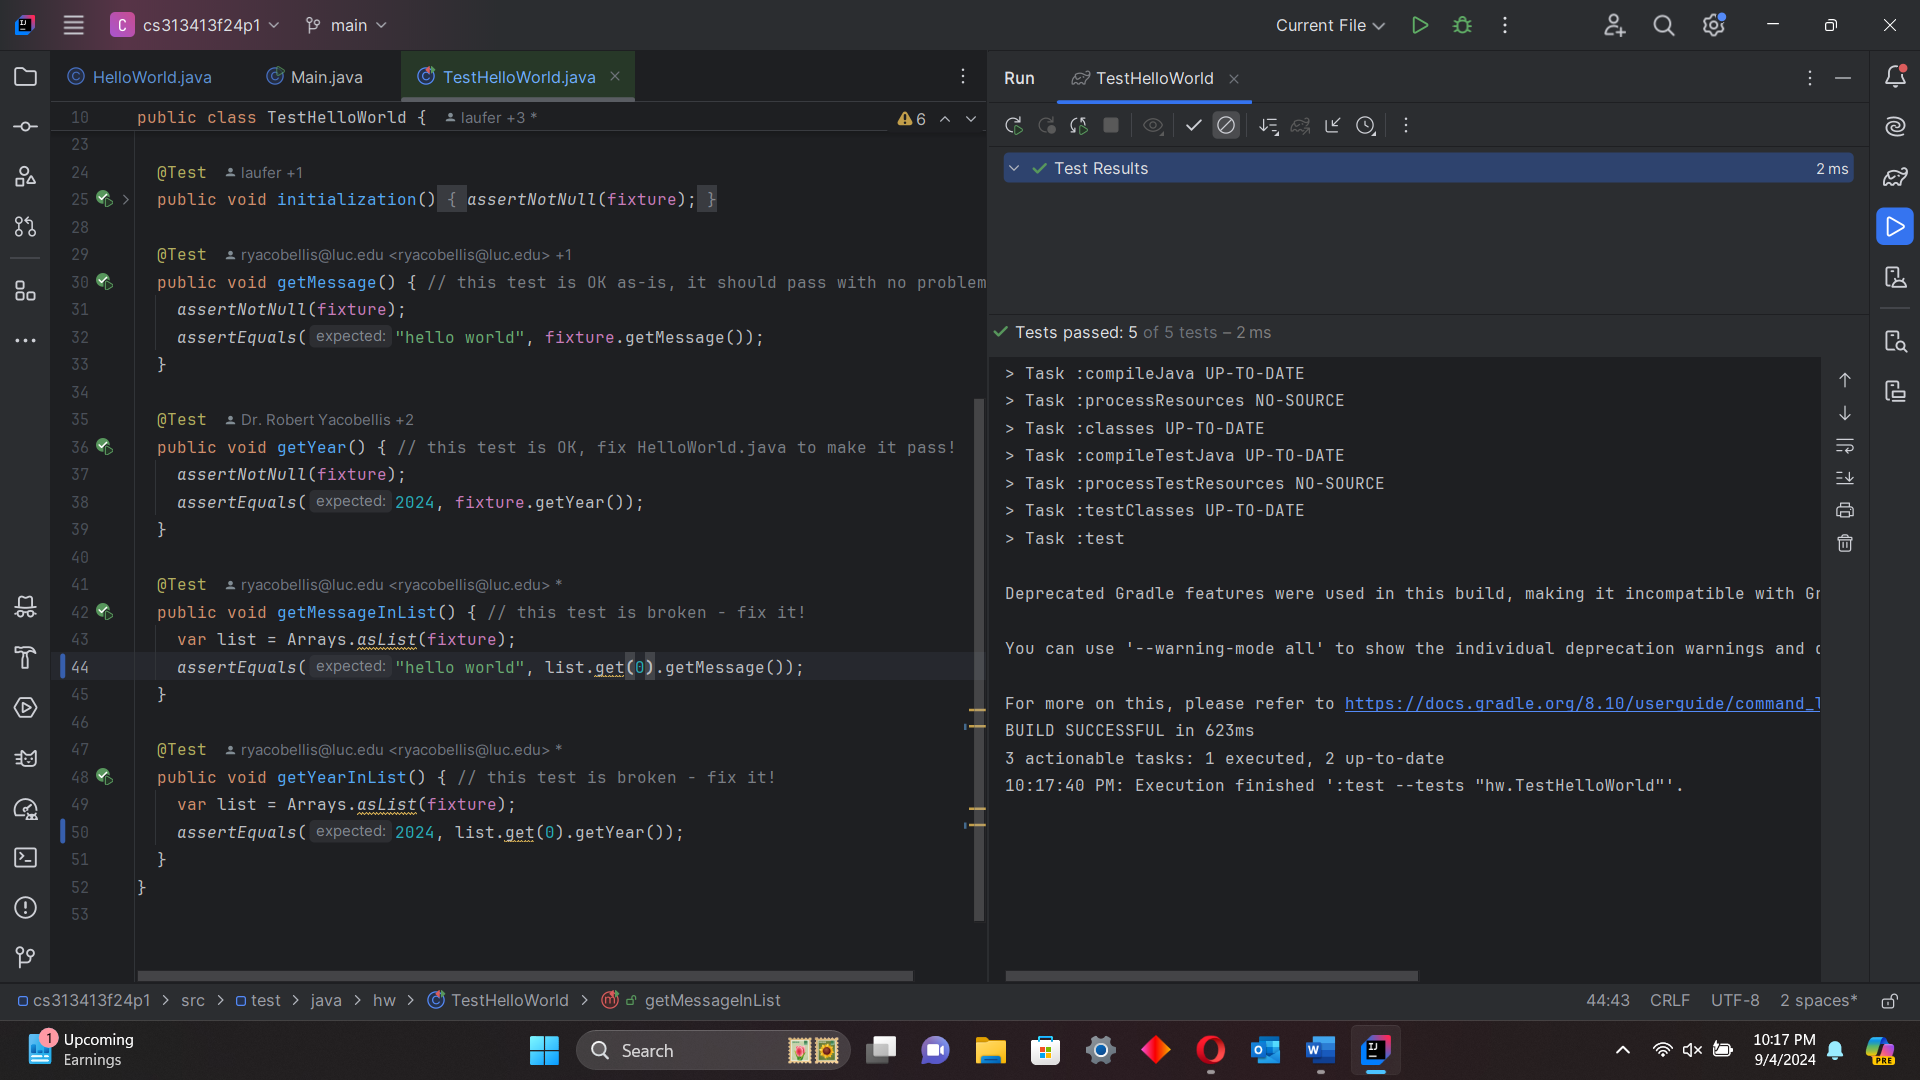 C cs313413f24p1 main Current File
HelloWorld.java Main.java TestHelloWorld.java
10 public class TestHelloWorld { laufer +3 * 6
23
24 @Test laufer +1
25 public void initialization() { assertNotNull(fixture); }
28
29 @Test ryacobellis@luc.edu <ryacobellis@luc.edu> +1
30 public void getMessage() { // this test is OK as-is, it should pass with no problem
31 assertNotNull(fixture);
32 assertEquals( expected: "hello world", fixture.getMessage());
33 }
34
35 @Test Dr. Robert Yacobellis +2
36 public void getYear() { // this test is OK, fix HelloWorld.java to make it pass!
37 assertNotNull(fixture);
38 assertEquals( expected: 2024, fixture.getYear());
39 }
40
41 @Test ryacobellis@luc.edu <ryacobellis@luc.edu> *
42 public void getMessageInList() { // this test is broken - fix it!
43 var list = Arrays.asList(fixture);
44 assertEquals( expected: "hello world", list.get(0).getMessage());
45 }
46
47 @Test ryacobellis@luc.edu <ryacobellis@luc.edu> *
48 public void getYearInList() { // this test is broken - fix it!
49 var list = Arrays.asList(fixture);
50 assertEquals( expected: 2024, list.get(0).getYear());
51 }
52 }
53
Run TestHelloWorld
Test Results 2 ms
Tests passed: 5 of 5 tests – 2 ms
> Task :compileJava UP-TO-DATE
> Task :processResources NO-SOURCE
> Task :classes UP-TO-DATE
> Task :compileTestJava UP-TO-DATE
> Task :processTestResources NO-SOURCE
> Task :testClasses UP-TO-DATE
> Task :test
Deprecated Gradle features were used in this build, making it incompatible with Gr
You can use '--warning-mode all' to show the individual deprecation warnings and
For more on this, please refer to https://docs.gradle.org/8.10/userguide/command_l
BUILD SUCCESSFUL in 623ms
3 actionable tasks: 1 executed, 2 up-to-date
10:17:40 PM: Execution finished ':test --tests "hw.TestHelloWorld"'.
cs313413f24p1 > src > test > java > hw > TestHelloWorld > getMessageInList 44:43 CRLF UTF-8 2 spaces*
1 Upcoming
Earnings
Search
10:17 PM
9/4/2024
PRE